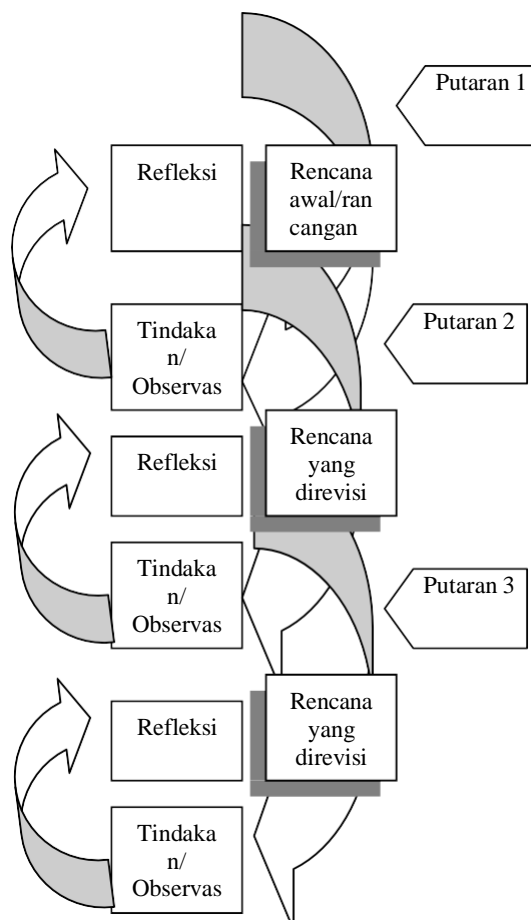 Putaran 1
Refleksi
Rencana
awal/ran
cangan
Tindaka
n/
Observas
Putaran 2
Refleksi
Rencana
yang
direvisi
Tindaka
n/
Observas
Putaran 3
Refleksi
Rencana
yang
direvisi
Tindaka
n/
Observas